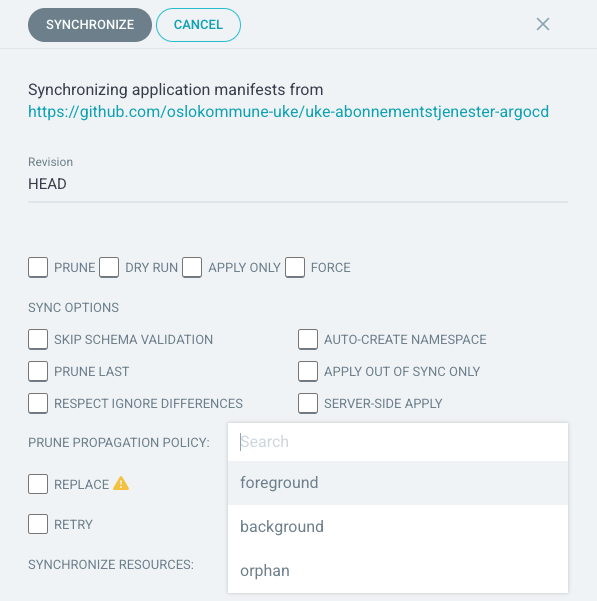 SYNCHRONIZE CANCEL
Synchronizing application manifests from
https://github.com/oslokommune-uke/uke-abonnementstjenester-argocd
Revision
HEAD
PRUNE DRY RUN APPLY ONLY FORCE
SYNC OPTIONS
SKIP SCHEMA VALIDATION AUTO-CREATE NAMESPACE
PRUNE LAST APPLY OUT OF SYNC ONLY
RESPECT IGNORE DIFFERENCES SERVER-SIDE APPLY
PRUNE PROPAGATION POLICY: Search
REPLACE foreground
RETRY background
SYNCHRONIZE RESOURCES: orphan